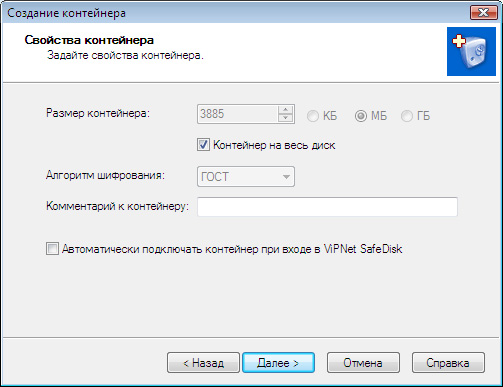 Создание контейнера
Свойства контейнера
Задайте свойства контейнера.
Размер контейнера: 3885 КБ МБ ГБ
Контейнер на весь диск
Алгоритм шифрования: ГОСТ
Комментарий к контейнеру:
Автоматически подключать контейнер при входе в ViPNet SafeDisk
< Назад Далее > Отмена Справка